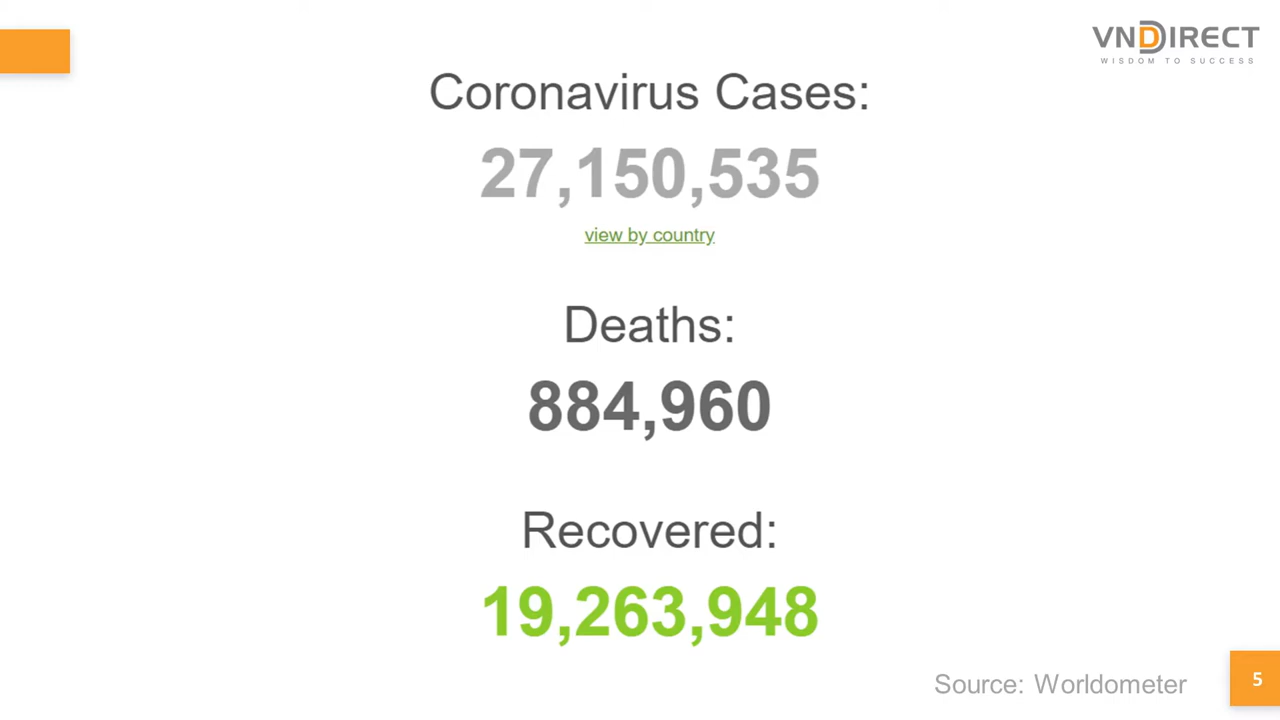 VNDIRECT
WISDOM TO SUCCESS
Coronavirus Cases:
27,150,535
view by country
Deaths:
884,960
Recovered:
19,263,948
Source: Worldometer
5